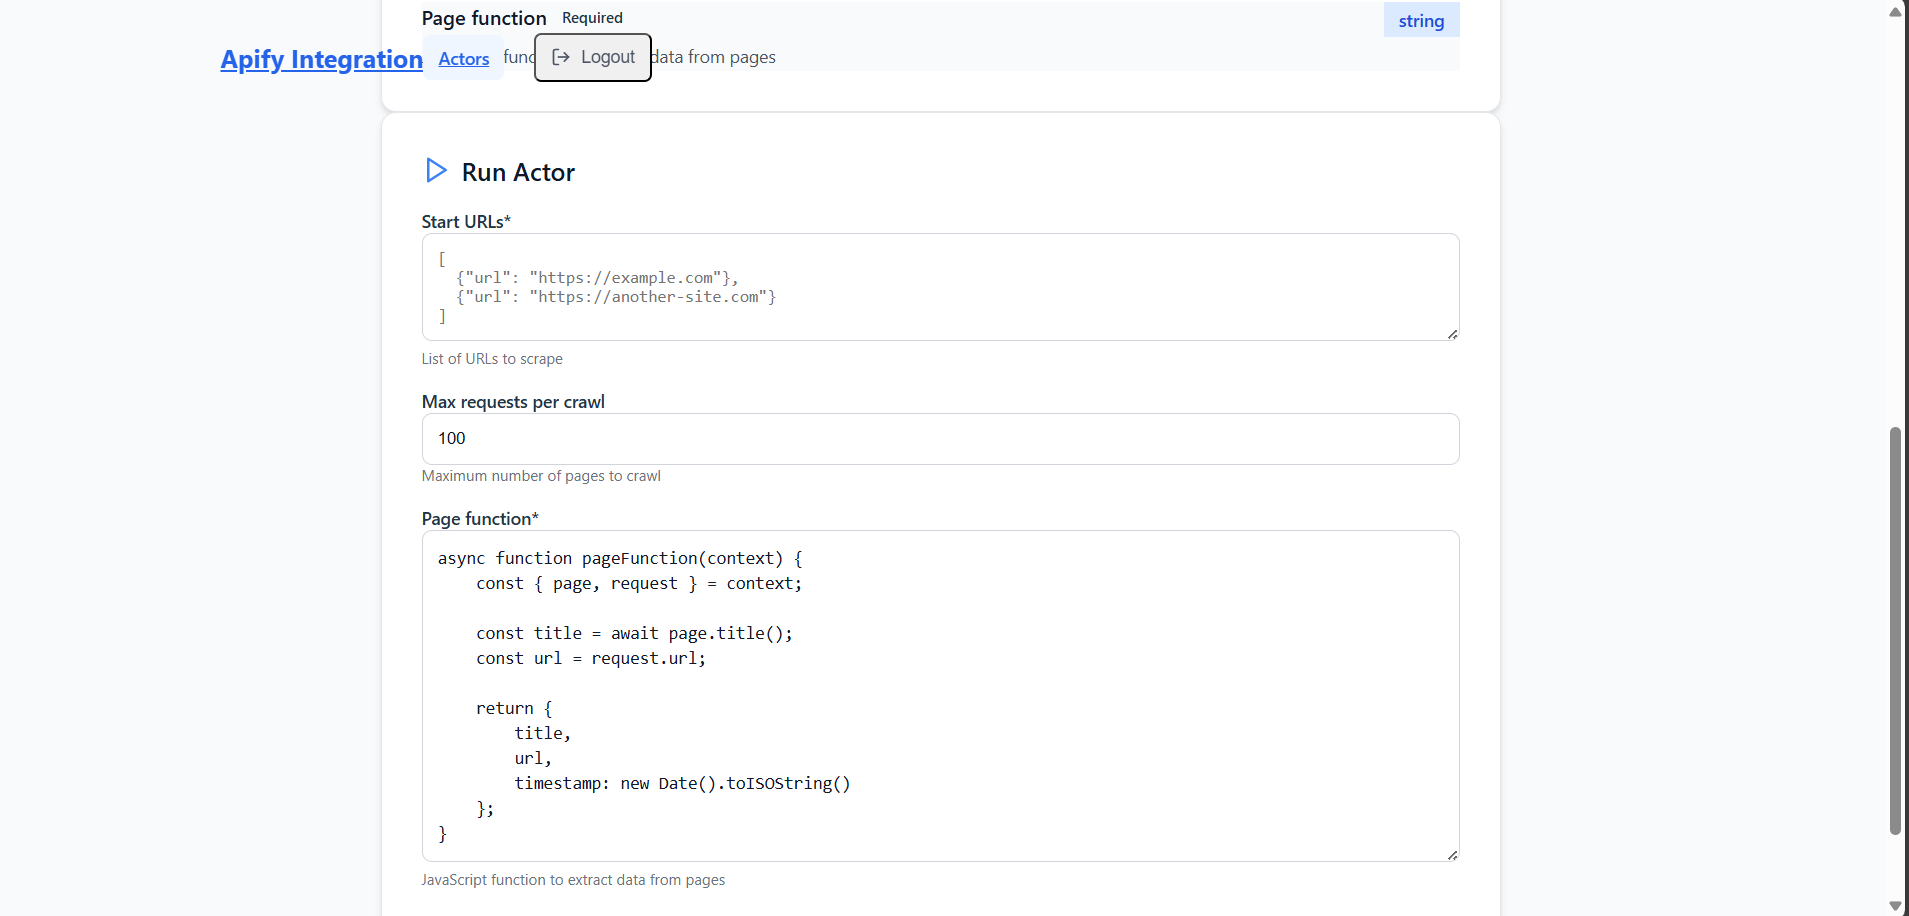 Page function Required
string
Apify Integration
Actors
func
Logout
data from pages
Run Actor
Start URLs*
[
  {"url": "https://example.com"},
  {"url": "https://another-site.com"}
]
List of URLs to scrape
Max requests per crawl
100
Maximum number of pages to crawl
Page function*
async function pageFunction(context) {
    const { page, request } = context;
    const title = await page.title();
    const url = request.url;
    return {
        title,
        url,
        timestamp: new Date().toISOString()
    };
}
JavaScript function to extract data from pages